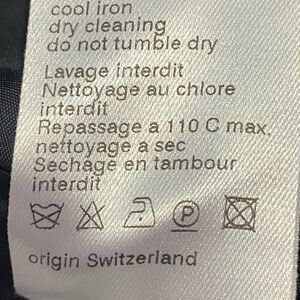 cool iron
dry cleaning
do not tumble dry
Lavage interdit
Nettoyage au chlore
interdit
Repassage a 110 C max.
nettoyage a sec
Sechage en tambour
interdit
P
origin Switzerland